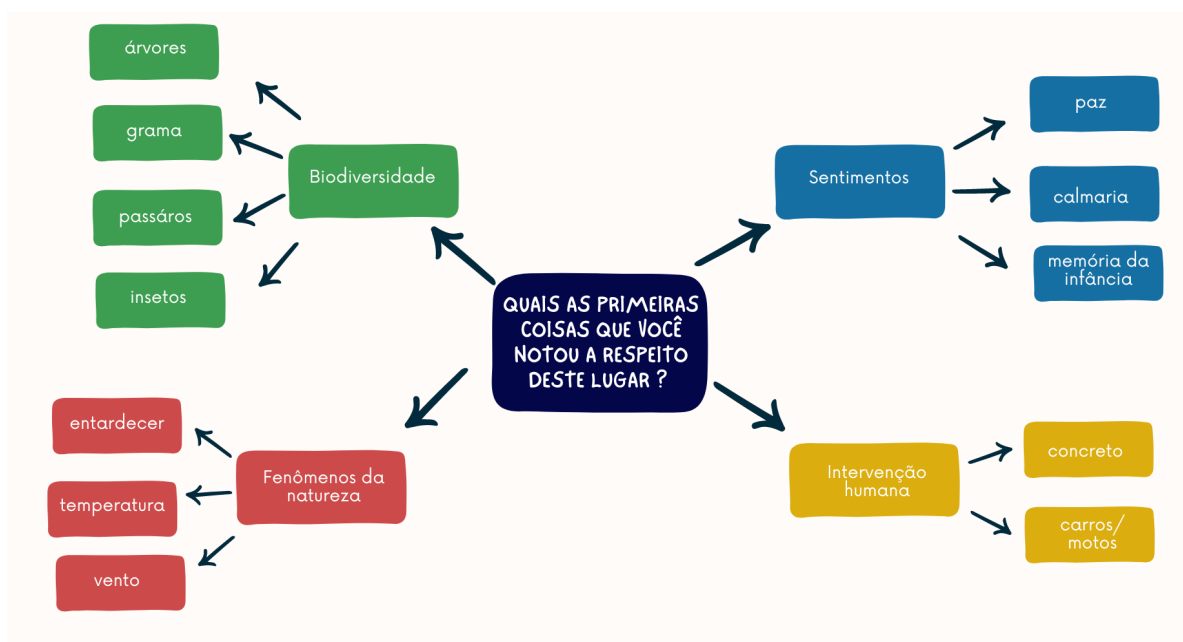 árvores
grama
passáros
insetos
Biodiversidade
Sentimentos
paz
calmaria
memória da
infância
QUAIS AS PRIMEIRAS
COISAS QUE VOCÊ
NOTOU A RESPEITO
DESTE LUGAR ?
entardecer
temperatura
vento
Fenômenos da
natureza
Intervenção
humana
concreto
carros/
motos